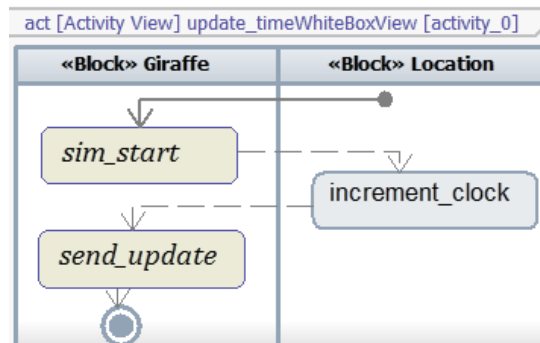 act [Activity View] update_timeWhiteBoxView [activity_0]
«Block» Giraffe
«Block» Location
sim_start
increment_clock
send_update